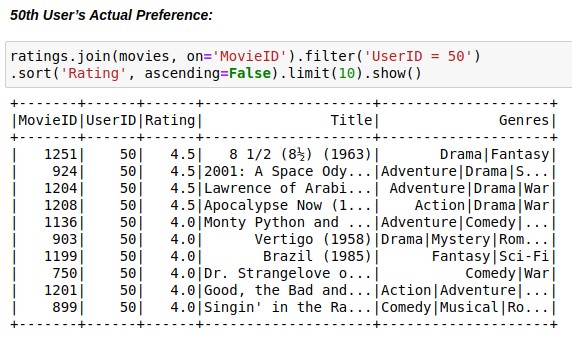 50th User's Actual Preference:
ratings.join(movies, on='MovieID').filter('UserID = 50')
.sort('Rating', ascending=False).limit(10).show()
+-------+------+------+--------------------+--------------------+
|MovieID|UserID|Rating|               Title|              Genres|
+-------+------+------+--------------------+--------------------+
|   1251|    50|   4.5|   8 1/2 (8½) (1963)|       Drama|Fantasy|
|    924|    50|   4.5|2001: A Space Ody...|Adventure|Drama|S...|
|   1204|    50|   4.5|Lawrence of Arabi...| Adventure|Drama|War|
|   1208|    50|   4.5|Apocalypse Now (1...|    Action|Drama|War|
|   1136|    50|   4.0|Monty Python and ...|Adventure|Comedy|...|
|    903|    50|   4.0|      Vertigo (1958)|Drama|Mystery|Rom...|
|   1199|    50|   4.0|       Brazil (1985)|      Fantasy|Sci-Fi|
|    750|    50|   4.0|Dr. Strangelove o...|          Comedy|War|
|   1201|    50|   4.0|Good, the Bad and...|Action|Adventure|...|
|    899|    50|   4.0|Singin' in the Ra...|Comedy|Musical|Ro...|
+-------+------+------+--------------------+--------------------+